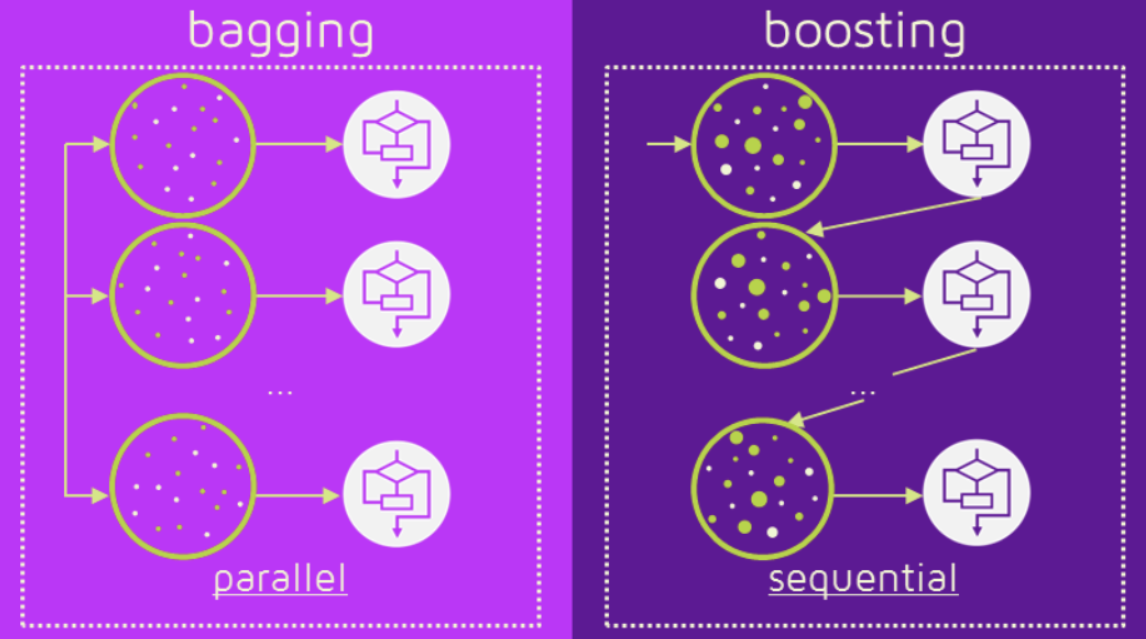 bagging
...
parallel
boosting
...
sequential